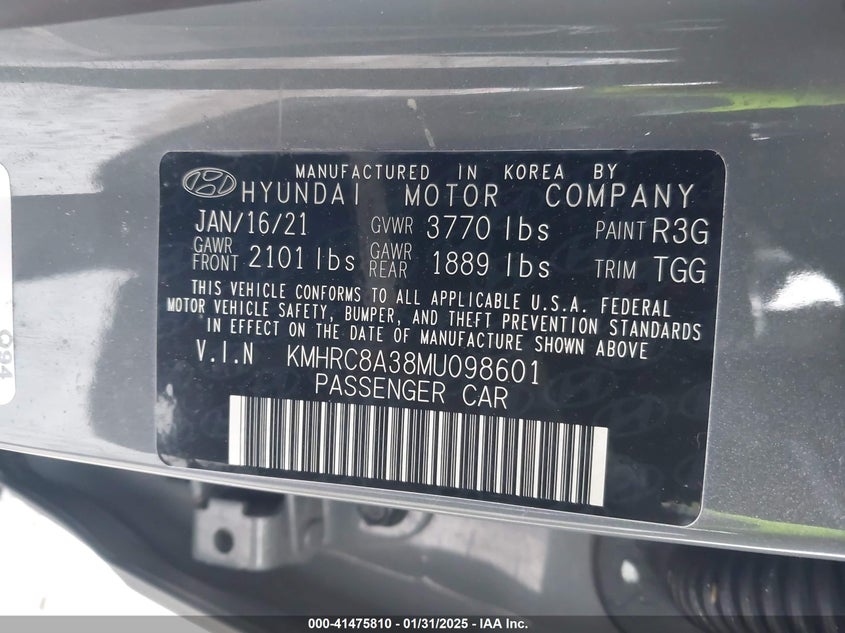 MANUFACTURED IN KOREA BY
HYUNDAI MOTOR COMPANY
JAN/16/21 GVWR 3770 lbs PAINT R3G
GAWR FRONT 2101 lbs GAWR REAR 1889 lbs TRIM TGG
THIS VEHICLE CONFORMS TO ALL APPLICABLE U.S.A. FEDERAL
MOTOR VEHICLE SAFETY, BUMPER, AND THEFT PREVENTION STANDARDS
IN EFFECT ON THE DATE OF MANUFACTURE SHOWN ABOVE
V.I.N KMHRC8A38MU098601
PASSENGER CAR
Q94
000-41475810 - 01/31/2025 - IAA Inc.